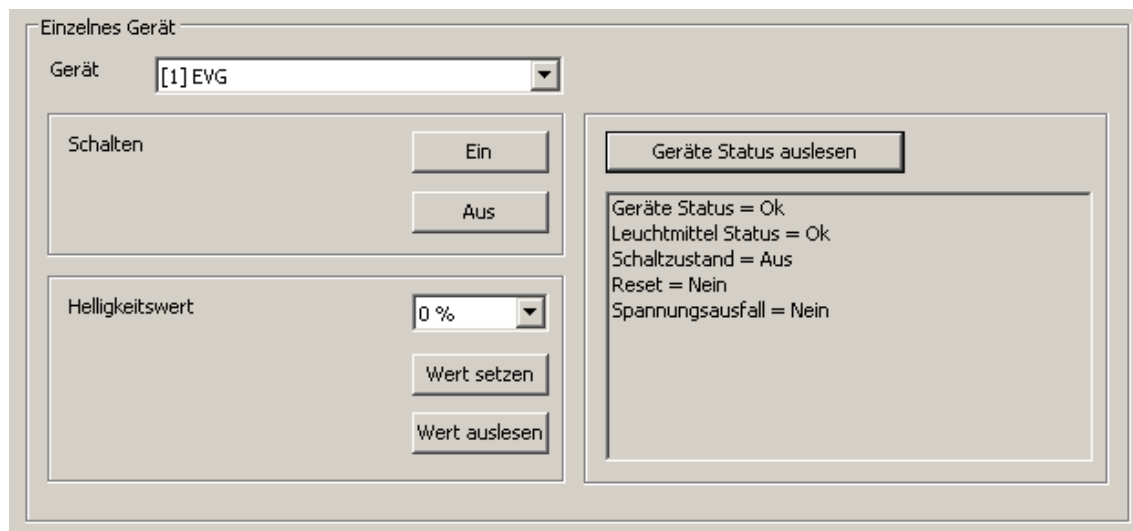 Einzelnes Gerät
Gerät
[1] EVG
Schalten
Ein
Aus
Helligkeitswert
0 %
Wert setzen
Wert auslesen
Geräte Status auslesen
Geräte Status = Ok
Leuchtmittel Status = Ok
Schaltzustand = Aus
Reset = Nein
Spannungsausfall = Nein